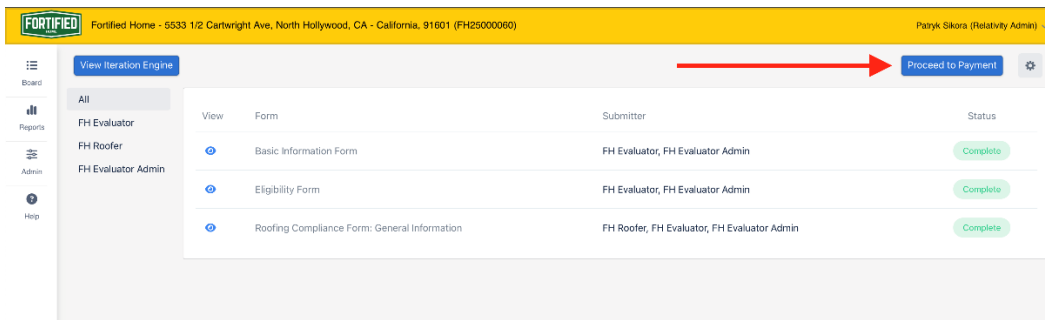 FORTIFIED
HOME
Fortified Home - 5533 1/2 Cartwright Ave, North Hollywood, CA - California, 91601 (FH25000060)
Patryk Sikora (Relativity Admin)
Board
Reports
Admin
Help
View Iteration Engine
Proceed to Payment
All
FH Evaluator
FH Roofer
FH Evaluator Admin
View Form Submitter Status
Basic Information Form FH Evaluator, FH Evaluator Admin Complete
Eligibility Form FH Evaluator, FH Evaluator Admin Complete
Roofing Compliance Form: General Information FH Roofer, FH Evaluator, FH Evaluator Admin Complete